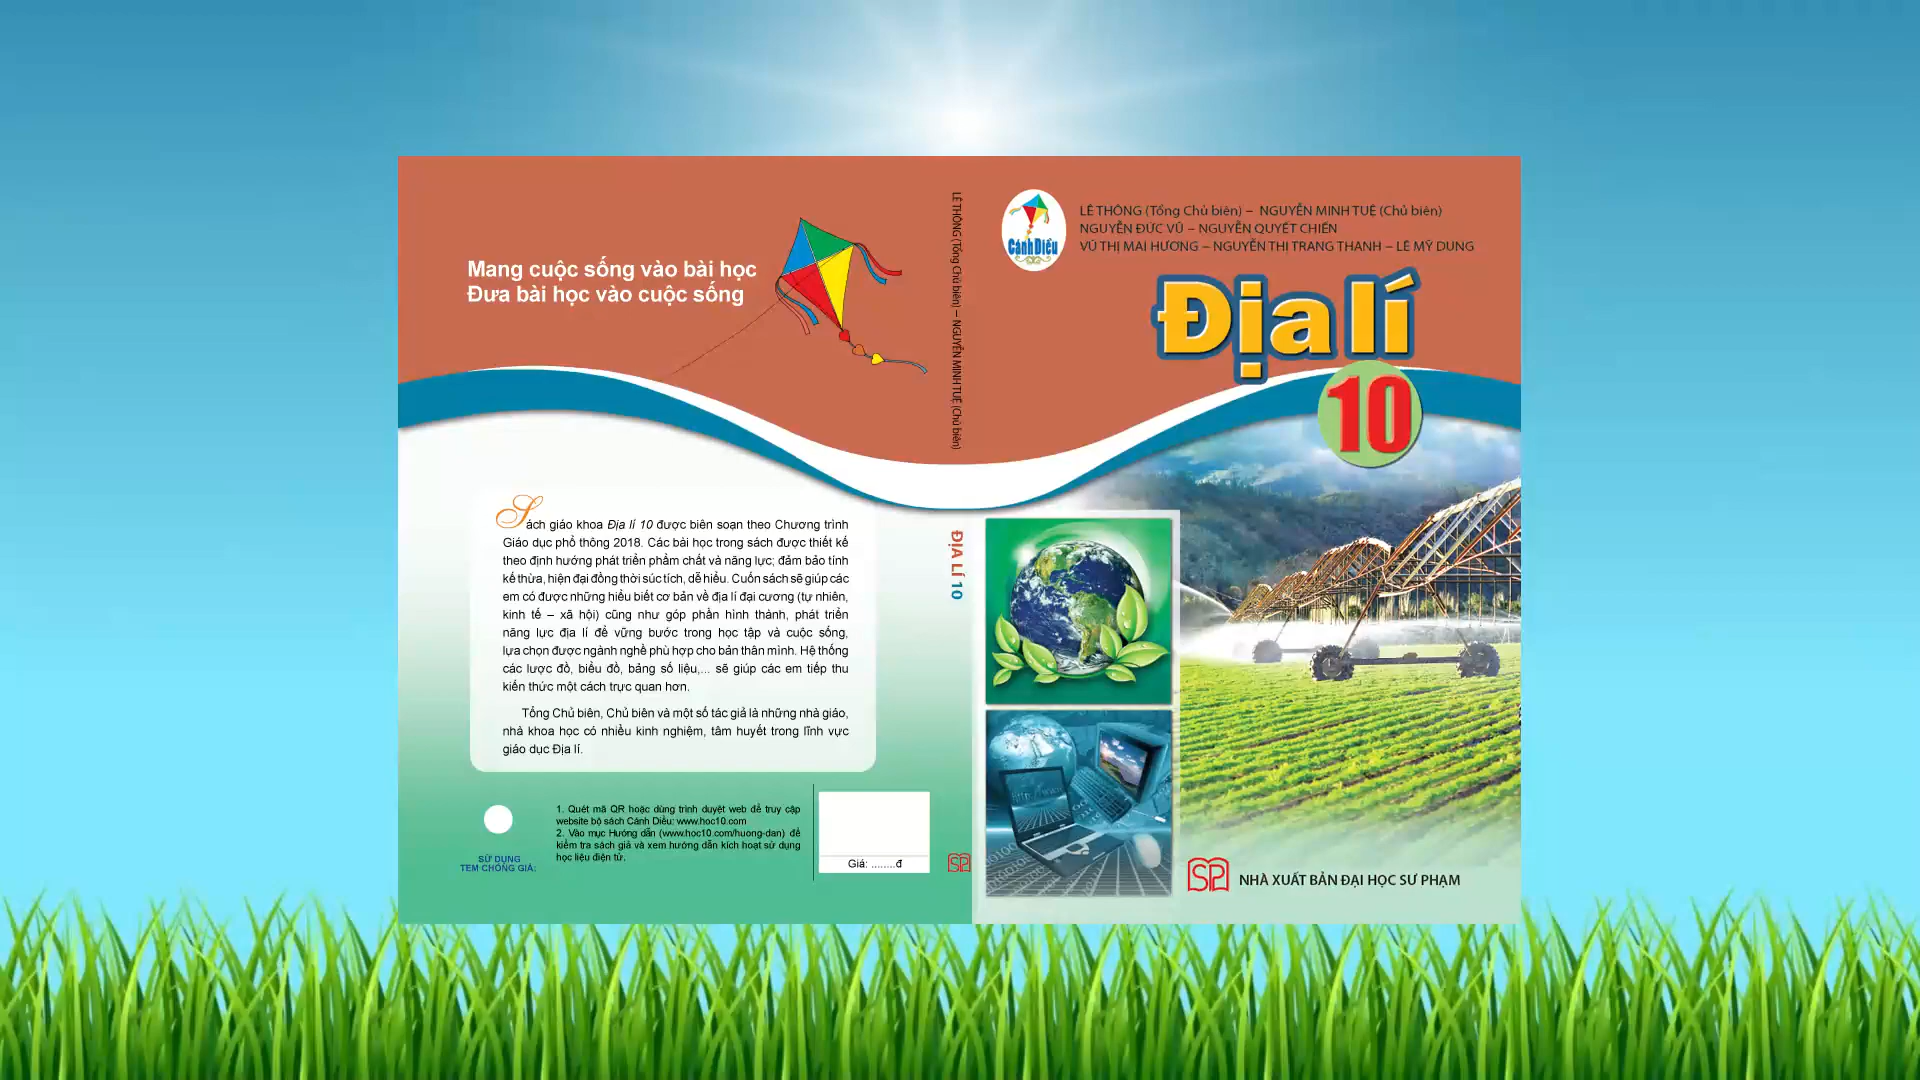 Mang cuộc sống vào bài học
Đưa bài học vào cuộc sống
Sách giáo khoa Địa lí 10 được biên soạn theo Chương trình
Giáo dục phổ thông 2018. Các bài học trong sách được thiết kế
theo định hướng phát triển phẩm chất và năng lực; đảm bảo tính
kế thừa, hiện đại đồng thời súc tích, dễ hiểu. Cuốn sách sẽ giúp các
em có được những hiểu biết cơ bản về địa lí đại cương (tự nhiên,
kinh tế – xã hội) cũng như góp phần hình thành, phát triển
năng lực địa lí để vững bước trong học tập và cuộc sống,
lựa chọn được ngành nghề phù hợp cho bản thân mình. Hệ thống
các lược đồ, biểu đồ, bảng số liệu,... sẽ giúp các em tiếp thu
kiến thức một cách trực quan hơn.
Tổng Chủ biên, Chủ biên và một số tác giả là những nhà giáo,
nhà khoa học có nhiều kinh nghiệm, tâm huyết trong lĩnh vực
giáo dục Địa lí.
SỬ DỤNG
TEM CHỐNG GIẢ:
1. Quét mã QR hoặc dùng trình duyệt web để truy cập
website bộ sách Cánh Diều: www.hoc10.com
2. Vào mục Hướng dẫn (www.hoc10.com/huong-dan) để
kiểm tra sách giả và xem hướng dẫn kích hoạt sử dụng
học liệu điện tử.
Giá: ........đ
LÊ THÔNG (Tổng Chủ biên) – NGUYỄN MINH TUỆ (Chủ biên)
ĐỊA LÍ 10
SP
Cánh Diều
LÊ THÔNG (Tổng Chủ biên) – NGUYỄN MINH TUỆ (Chủ biên)
NGUYỄN ĐỨC VŨ – NGUYỄN QUYẾT CHIẾN
VŨ THỊ MAI HƯƠNG – NGUYỄN THỊ TRANG THANH – LÊ MỸ DUNG
Địa lí
10
http://www
SP
NHÀ XUẤT BẢN ĐẠI HỌC SƯ PHẠM